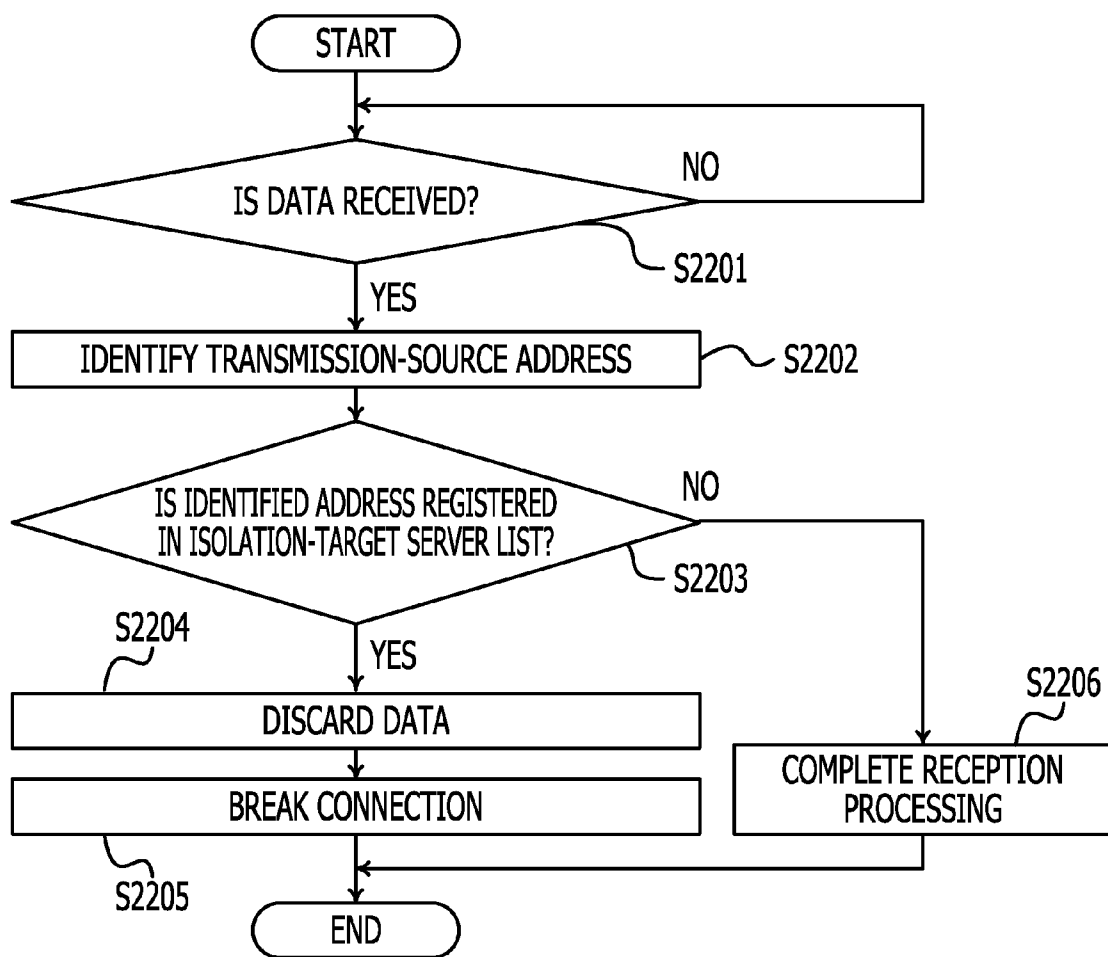 START
NO
IS DATA RECEIVED?
S2201
YES
IDENTIFY TRANSMISSION-SOURCE ADDRESS
S2202
NO
IS IDENTIFIED ADDRESS REGISTERED
IN ISOLATION-TARGET SERVER LIST?
S2203
S2204
YES
S2206
DISCARD DATA
COMPLETE RECEPTION
PROCESSING
BREAK CONNECTION
S2205
END